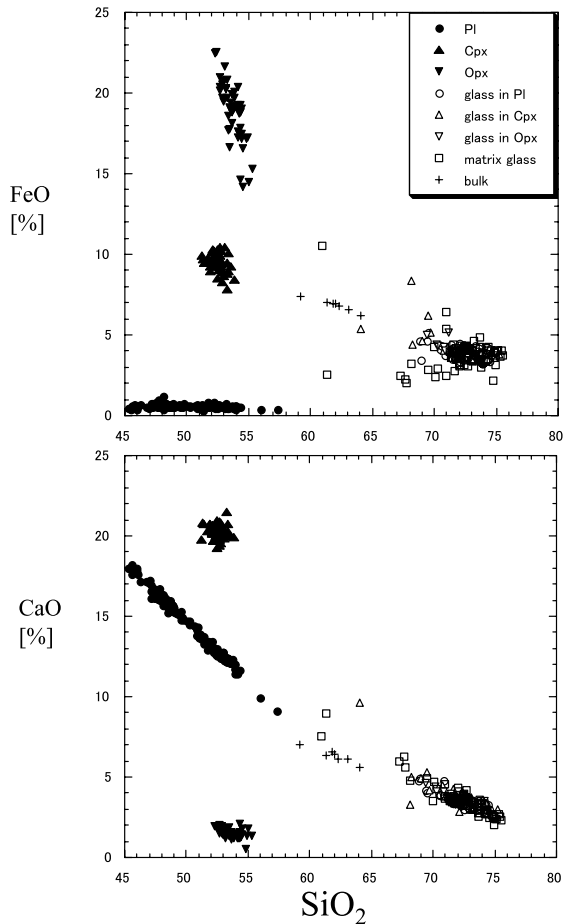 25
20
15
10
5
0
FeO
[%]
Pl
Cpx
Opx
glass in Pl
glass in Cpx
glass in Opx
matrix glass
bulk
45 50 55 60 65 70 75 80
25
20
15
10
5
0
CaO
[%]
45 50 55 60 65 70 75 80
SiO₂